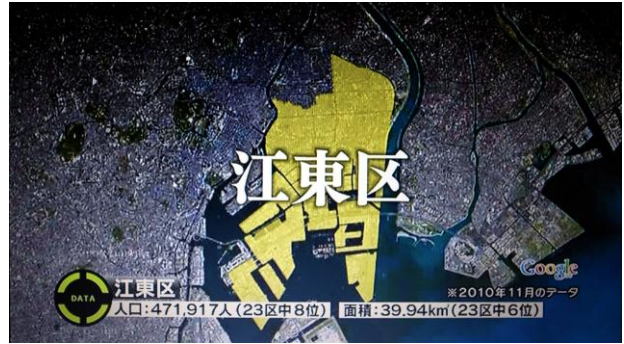 江東区
Google
※2010年11月のデータ
DATA
江東区
人口:471,917人(23区中8位) 面積:39.94km²(23区中6位)